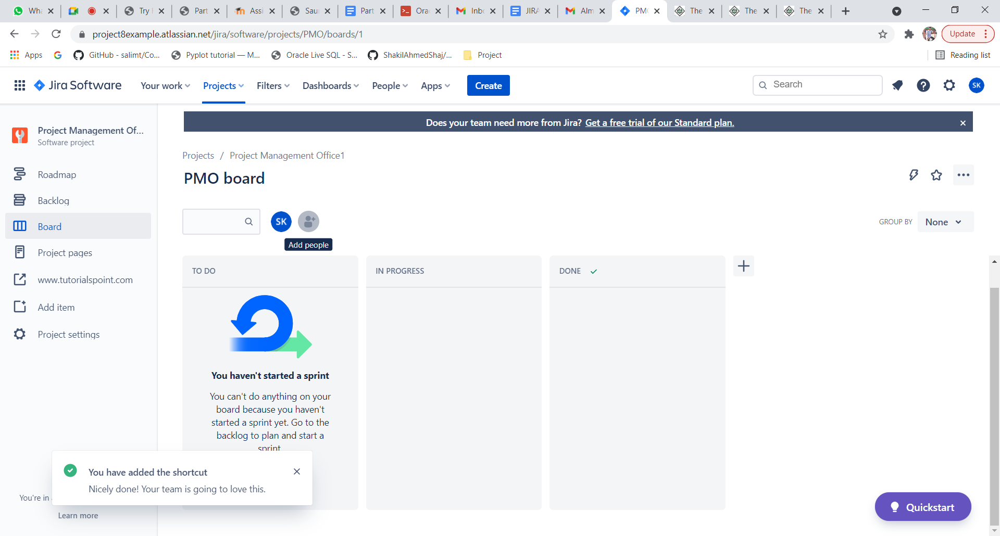 Wha
Try
Part
Assi
Sau
Part
Ora
Inb
JIRA
Alm
PM
The
The
The
project8example.atlassian.net/jira/software/projects/PMO/boards/1
Update
Apps
GitHub - salimt/Co...
Pyplot tutorial — M...
Oracle Live SQL - S...
ShakilAhmedShaj/...
Project
Reading list
Jira Software
Your work
Projects
Filters
Dashboards
People
Apps
Create
Search
SK
Does your team need more from Jira? Get a free trial of our Standard plan.
Project Management Of...
Software project
Roadmap
Backlog
Board
Project pages
www.tutorialspoint.com
Add item
Project settings
Projects / Project Management Office1
PMO board
SK
Add people
GROUP BY
None
TO DO
IN PROGRESS
DONE
You haven't started a sprint
You can't do anything on your
board because you haven't
started a sprint yet. Go to the
backlog to plan and start a
sprint
You have added the shortcut
Nicely done! Your team is going to love this.
You're in
Learn more
Quickstart